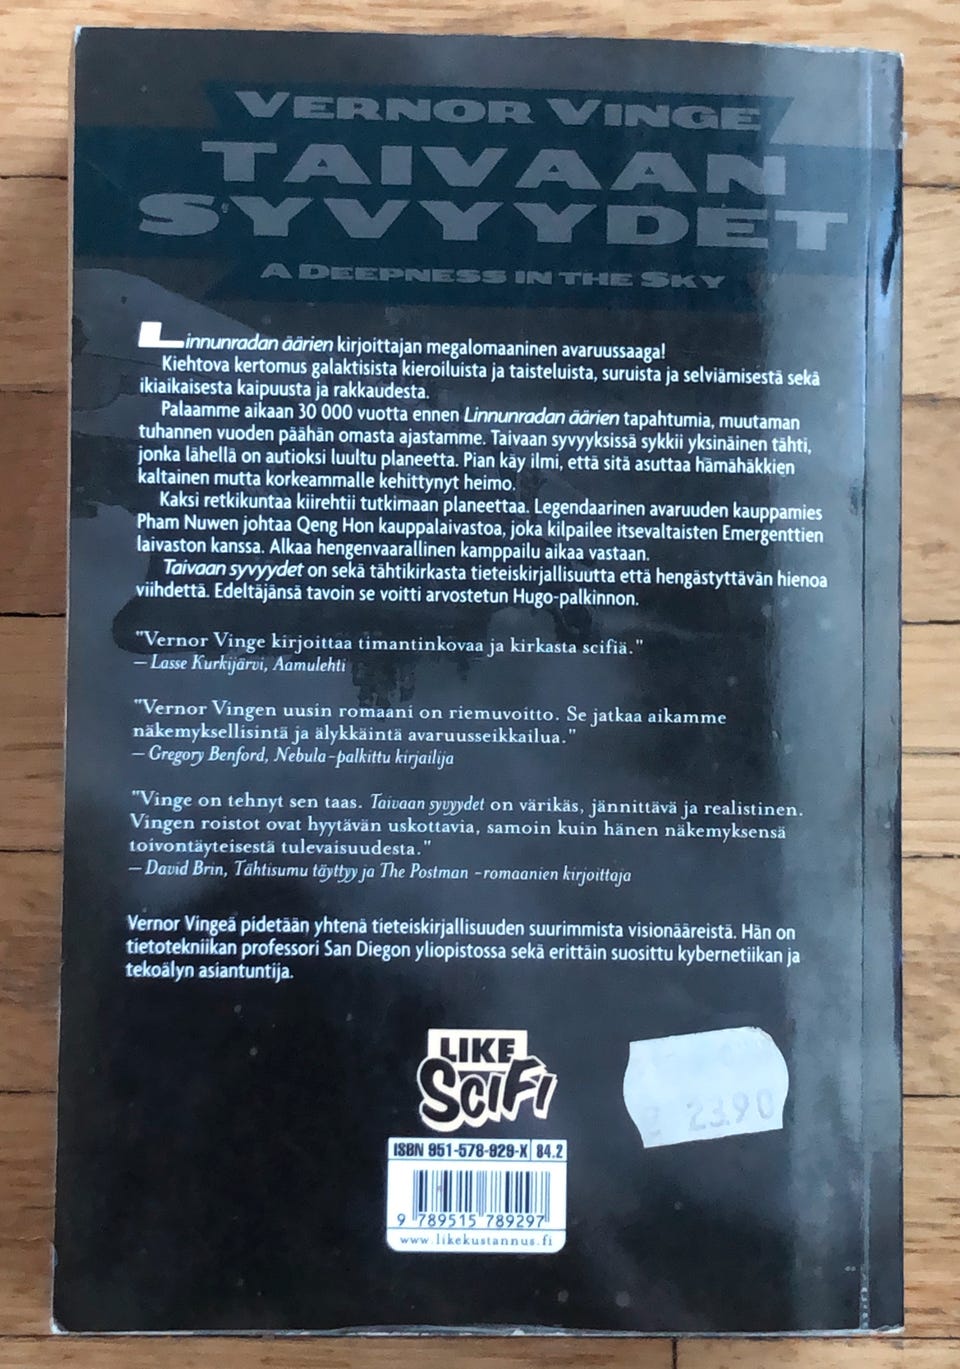 VERNOR VINGE
TAIVAAN
SYVYYDET
A DEEPNESS IN THE SKY
Linnunradan äärien kirjoittajan megalomaaninen avaruussaaga!
Kiehtova kertomus galaktisista kieroiluista ja taisteluista, suruista ja selviämisestä sekä
ikiaikaisesta kaipuusta ja rakkaudesta.
Palaamme aikaan 30 000 vuotta ennen Linnunradan äärien tapahtumia, muutaman
tuhannen vuoden päähän omasta ajastamme. Taivaan syvyyksissä sykkii yksinäinen tähti,
jonka lähellä on autioksi luultu planeetta. Pian käy ilmi, että sitä asuttaa hämähäkkien
kaltainen mutta korkeammalle kehittynyt heimo.
Kaksi retkikuntaa kiirehtii tutkimaan planeettaa. Legendaarinen avaruuden kauppamies
Pham Nuwen johtaa Qeng Hon kauppalaivastoa, joka kilpailee itsevaltaisten Emergenttien
laivaston kanssa. Alkaa hengenvaarallinen kamppailu aikaa vastaan.
Taivaan syvyydet on sekä tähtikirkasta tieteiskirjallisuutta että hengästyttävän hienoa
viihdettä. Edeltäjänsä tavoin se voitti arvostetun Hugo-palkinnon.
"Vernor Vinge kirjoittaa timantinkovaa ja kirkasta scifiä."
– Lasse Kurkijärvi, Aamulehti
"Vernor Vingen uusin romaani on riemuvoitto. Se jatkaa aikamme
näkemyksellisintä ja älykkäintä avaruusseikkailua."
– Gregory Benford, Nebula-palkittu kirjailija
"Vinge on tehnyt sen taas. Taivaan syvyydet on värikäs, jännittävä ja realistinen.
Vingen roistot ovat hyytävän uskottavia, samoin kuin hänen näkemyksensä
toivontäyteisestä tulevaisuudesta."
– David Brin, Tähtisumu täyttyy ja The Postman -romaanien kirjoittaja
Vernor Vingeä pidetään yhtenä tieteiskirjallisuuden suurimmista visionääreistä. Hän on
tietotekniikan professori San Diegon yliopistossa sekä erittäin suosittu kybernetiikan ja
tekoälyn asiantuntija.
LIKE
SCIFI
23.90
ISBN 951-578-929-X 84.2
9 789515 789297
www.likekustannus.fi